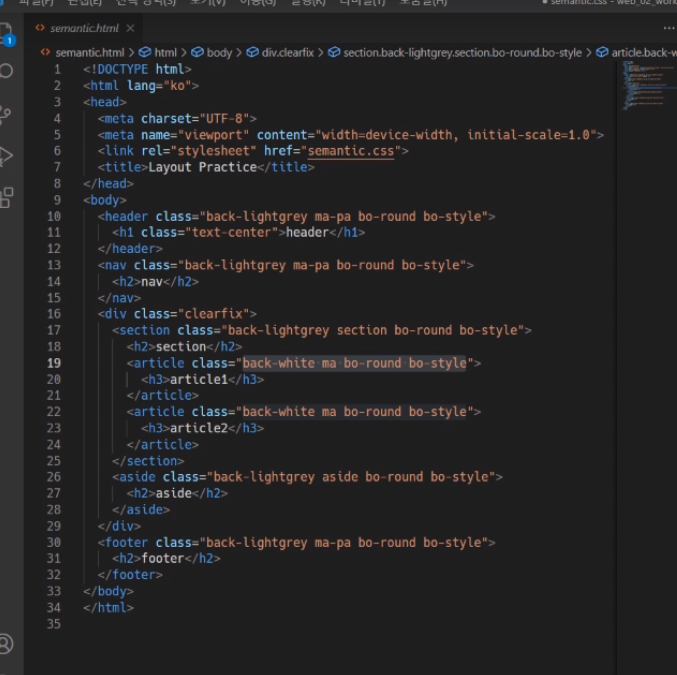 semantic.css - web_02_work
semantic.html ×
semantic.html > html > body > div.clearfix > section.back-lightgrey.section.bo-round.bo-style > article.back-w
1 <!DOCTYPE html>
2 <html lang="ko">
3 <head>
4 <meta charset="UTF-8">
5 <meta name="viewport" content="width=device-width, initial-scale=1.0">
6 <link rel="stylesheet" href="semantic.css">
7 <title>Layout Practice</title>
8 </head>
9 <body>
10 <header class="back-lightgrey ma-pa bo-round bo-style">
11 <h1 class="text-center">header</h1>
12 </header>
13 <nav class="back-lightgrey ma-pa bo-round bo-style">
14 <h2>nav</h2>
15 </nav>
16 <div class="clearfix">
17 <section class="back-lightgrey section bo-round bo-style">
18 <h2>section</h2>
19 <article class="back-white ma bo-round bo-style">
20 <h3>article1</h3>
21 </article>
22 <article class="back-white ma bo-round bo-style">
23 <h3>article2</h3>
24 </article>
25 </section>
26 <aside class="back-lightgrey aside bo-round bo-style">
27 <h2>aside</h2>
28 </aside>
29 </div>
30 <footer class="back-lightgrey ma-pa bo-round bo-style">
31 <h2>footer</h2>
32 </footer>
33 </body>
34 </html>
35
1